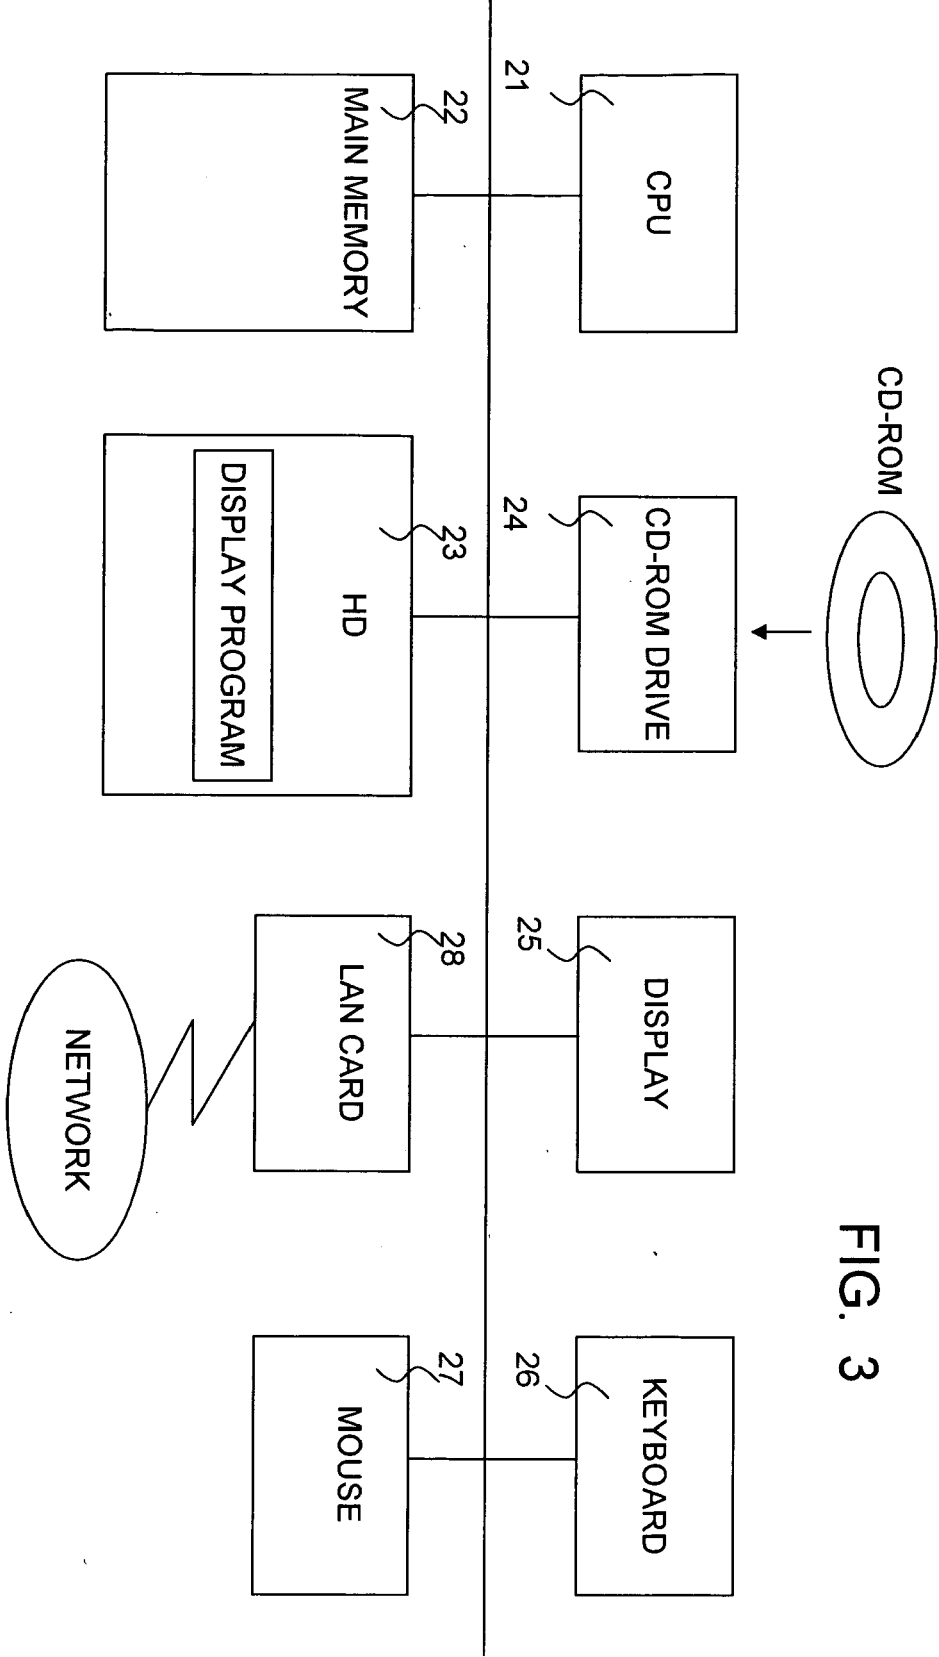 FIG. 3
CD-ROM
21
CPU
24
CD-ROM DRIVE
25
DISPLAY
26
KEYBOARD
22
MAIN MEMORY
23
HD
DISPLAY PROGRAM
28
LAN CARD
27
MOUSE
NETWORK